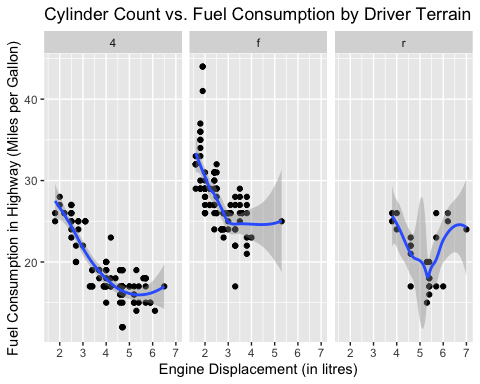 Cylinder Count vs. Fuel Consumption by Driver Terrain
4 f r
Fuel Consumption in Highway (Miles per Gallon)
40
30
20
2 3 4 5 6 7 2 3 4 5 6 7 2 3 4 5 6 7
Engine Displacement (in litres)